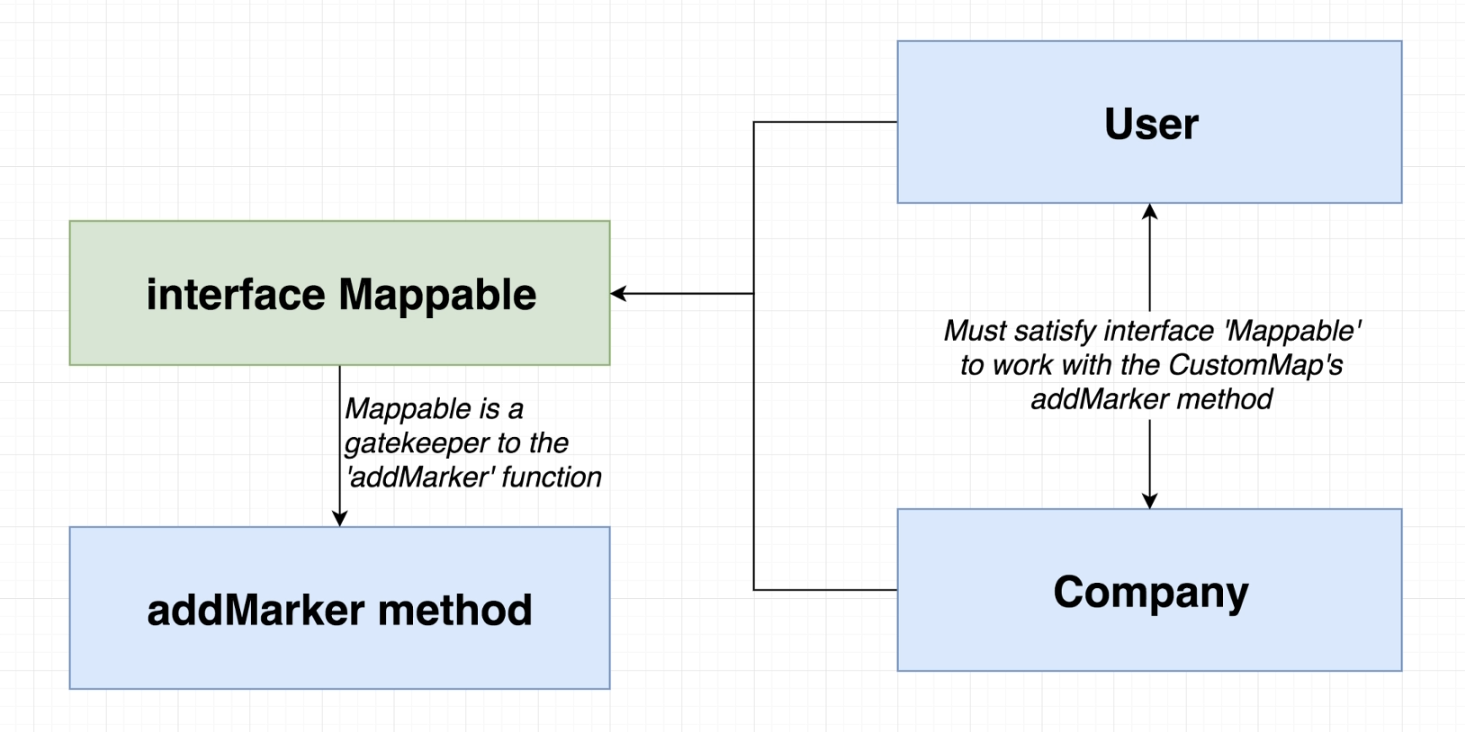 User
interface Mappable
Must satisfy interface 'Mappable'
to work with the CustomMap's
addMarker method
Mappable is a
gatekeeper to the
'addMarker' function
addMarker method
Company